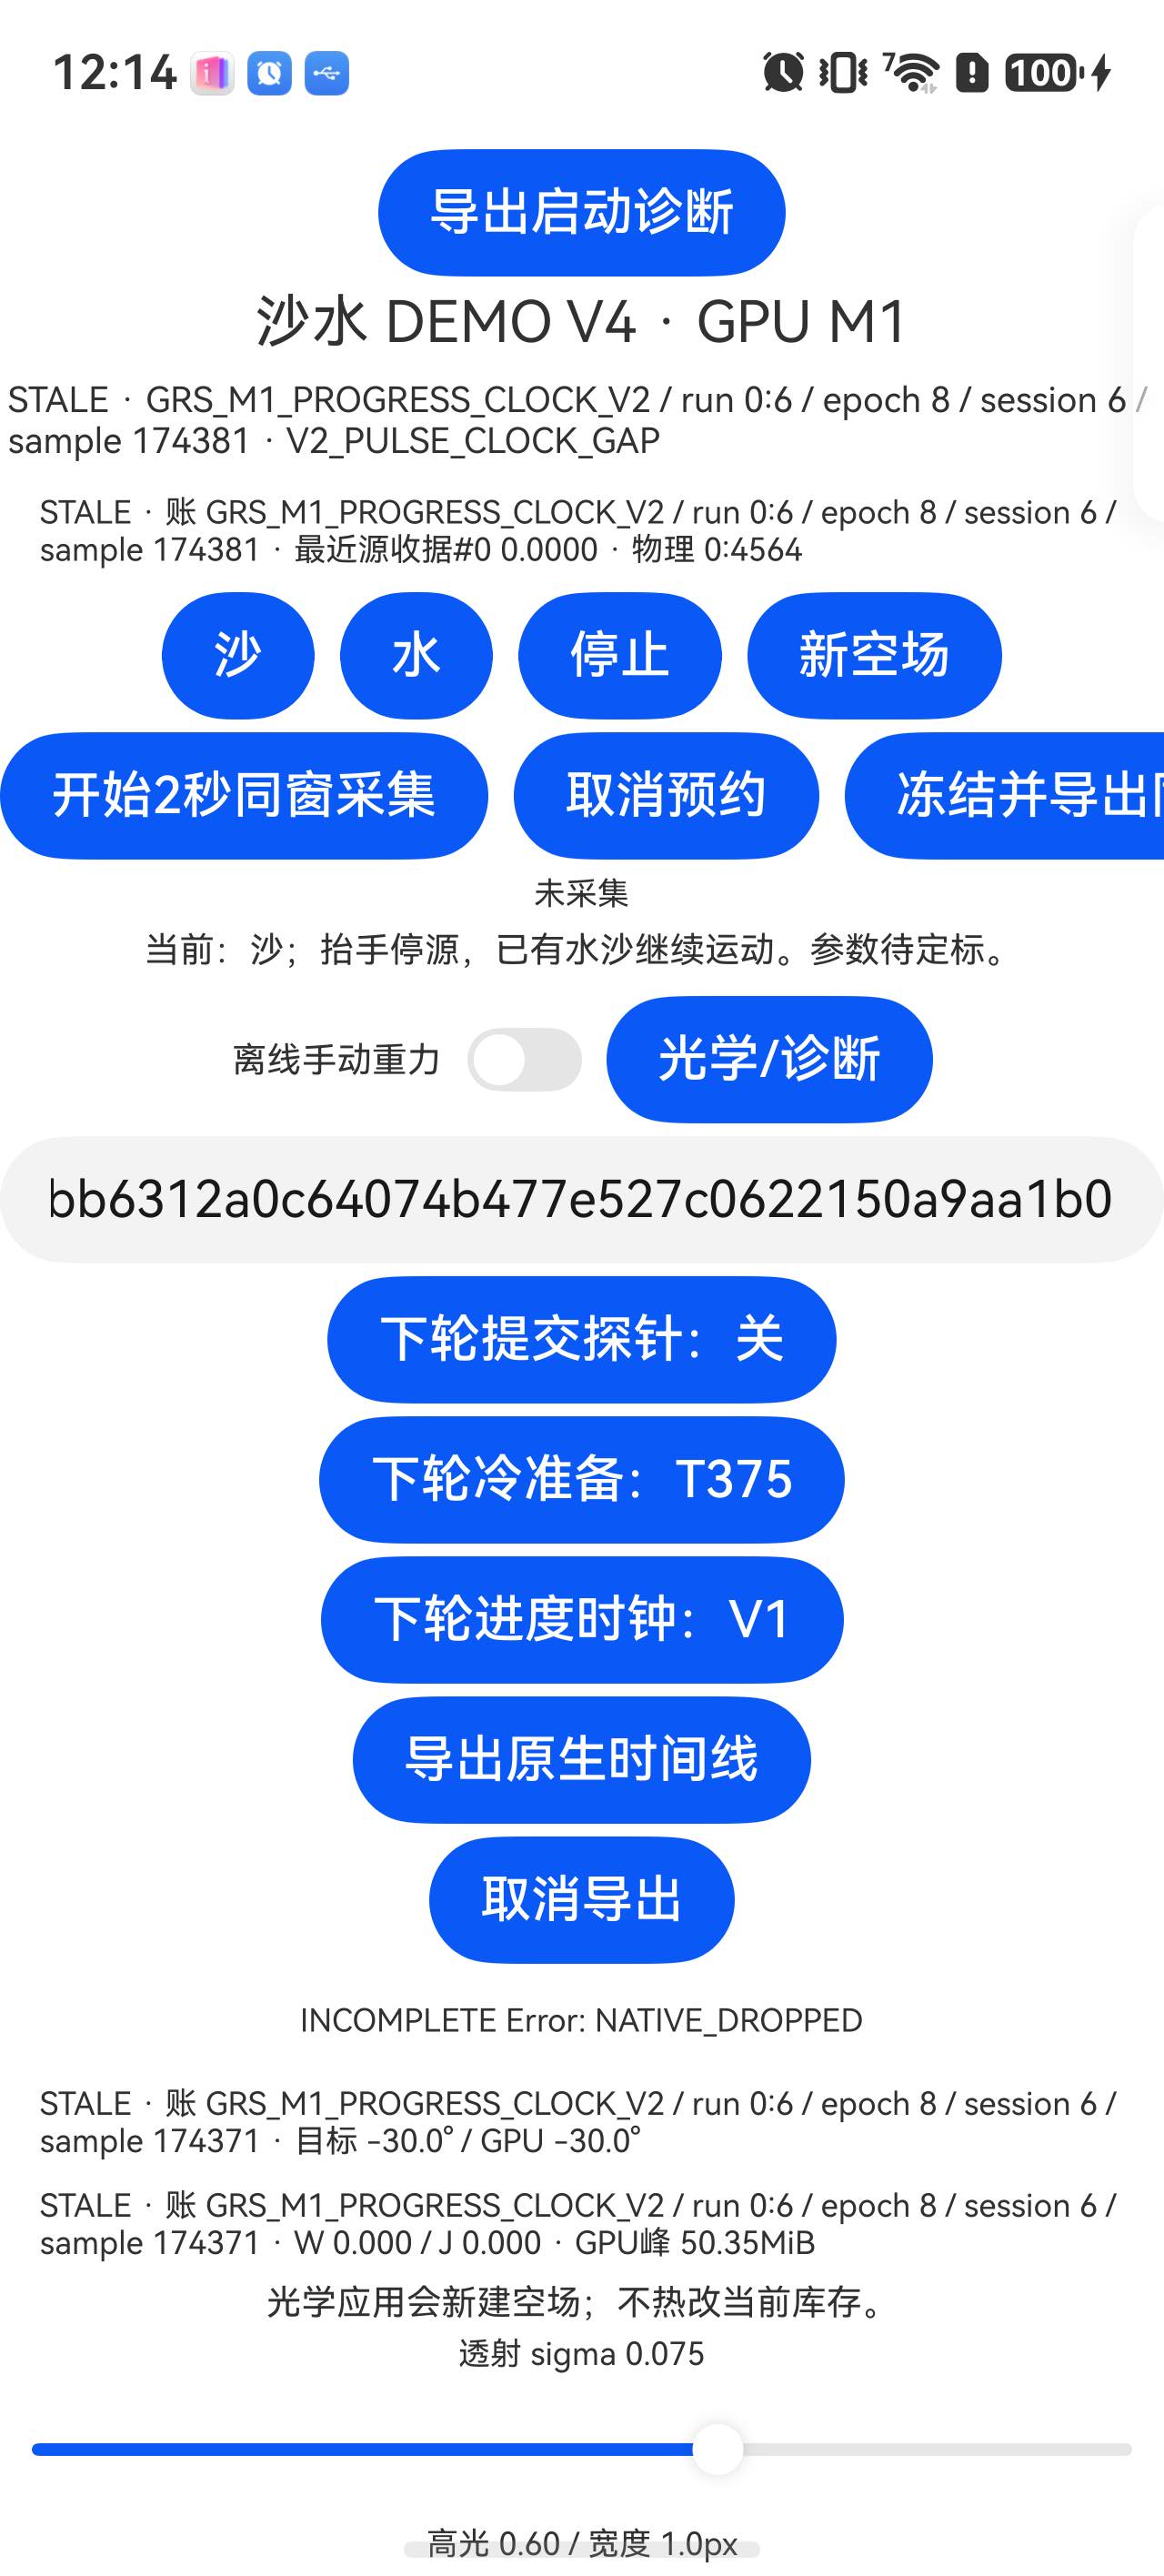 12:14
7
100
导出启动诊断
沙水 DEMO V4 · GPU M1
STALE · GRS_M1_PROGRESS_CLOCK_V2 / run 0:6 / epoch 8 / session 6 /
sample 174381 · V2_PULSE_CLOCK_GAP
STALE · 账 GRS_M1_PROGRESS_CLOCK_V2 / run 0:6 / epoch 8 / session 6 /
sample 174381 · 最近源收据#0 0.0000 · 物理 0:4564
沙 水 停止 新空场
开始2秒同窗采集 取消预约 冻结并导出
未采集
当前：沙；抬手停源，已有水沙继续运动。参数待定标。
离线手动重力 光学/诊断
bb6312a0c64074b477e527c0622150a9aa1b0
下轮提交探针：关
下轮冷准备：T375
下轮进度时钟：V1
导出原生时间线
取消导出
INCOMPLETE Error: NATIVE_DROPPED
STALE · 账 GRS_M1_PROGRESS_CLOCK_V2 / run 0:6 / epoch 8 / session 6 /
sample 174371 · 目标 -30.0° / GPU -30.0°
STALE · 账 GRS_M1_PROGRESS_CLOCK_V2 / run 0:6 / epoch 8 / session 6 /
sample 174371 · W 0.000 / J 0.000 · GPU峰 50.35MiB
光学应用会新建空场；不热改当前库存。
透射 sigma 0.075
高光 0.60 / 宽度 1.0px